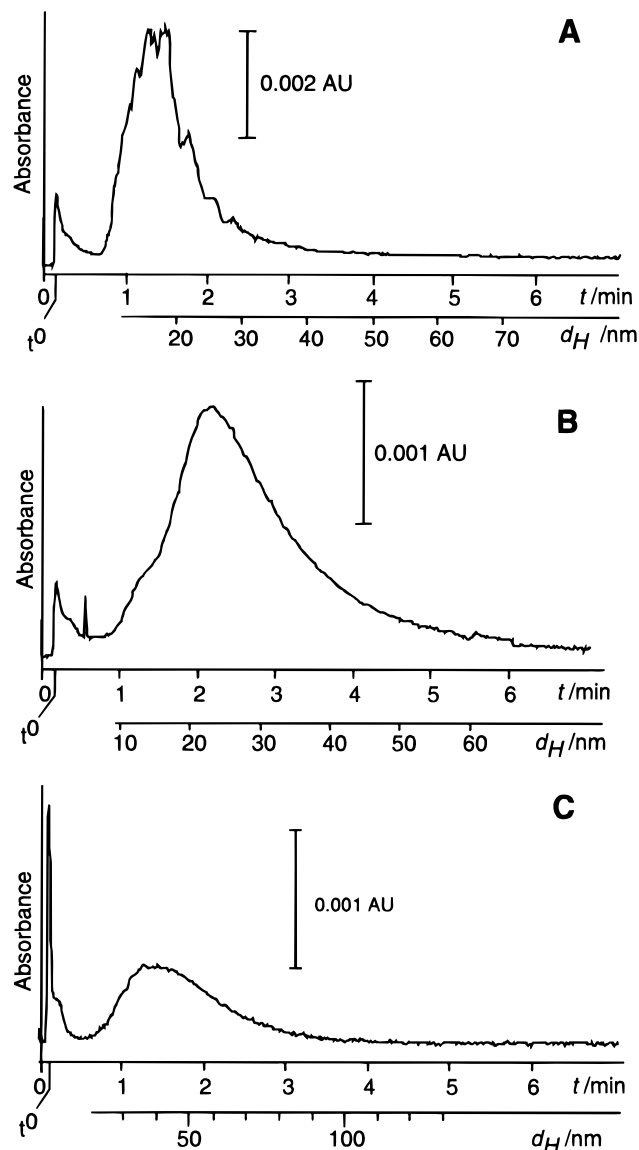 A
0.002 AU
Absorbance
0 1 2 3 4 5 6 t/min
t0
20 30 40 50 60 70 dH/nm
B
0.001 AU
Absorbance
0 1 2 3 4 5 6 t/min
t0
10 20 30 40 50 60 dH/nm
C
0.001 AU
Absorbance
0 1 2 3 4 5 6 t/min
t0
50 100 dH/nm